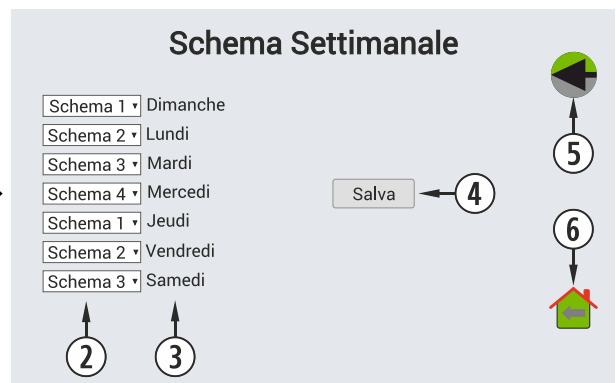 Schema Settimanale
Schema 1 Dimanche
Schema 2 Lundi
Schema 3 Mardi
Schema 4 Mercedi
Schema 1 Jeudi
Schema 2 Vendredi
Schema 3 Samedi
Salva
4
5
6
2
3